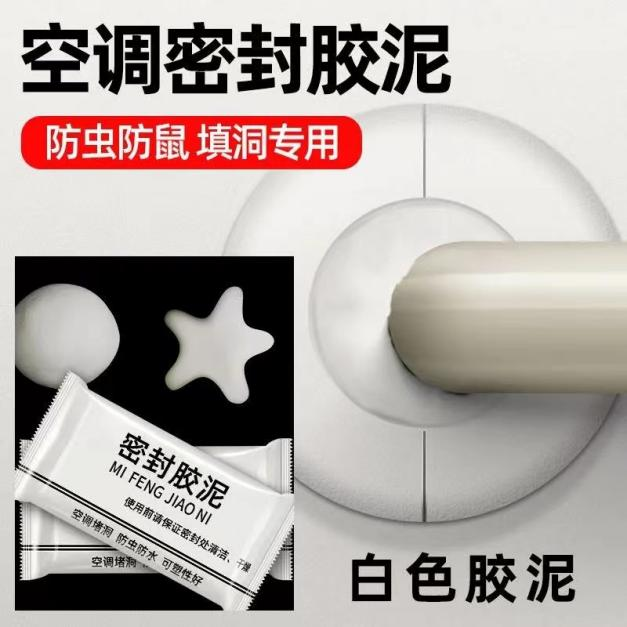 空调密封胶泥
防虫防鼠 填洞专用
密封胶泥
MI FENG JIAO NI
使用前请保证密封处清洁、干燥
空调堵洞 防虫防水 可塑性好
空调堵洞
白色胶泥